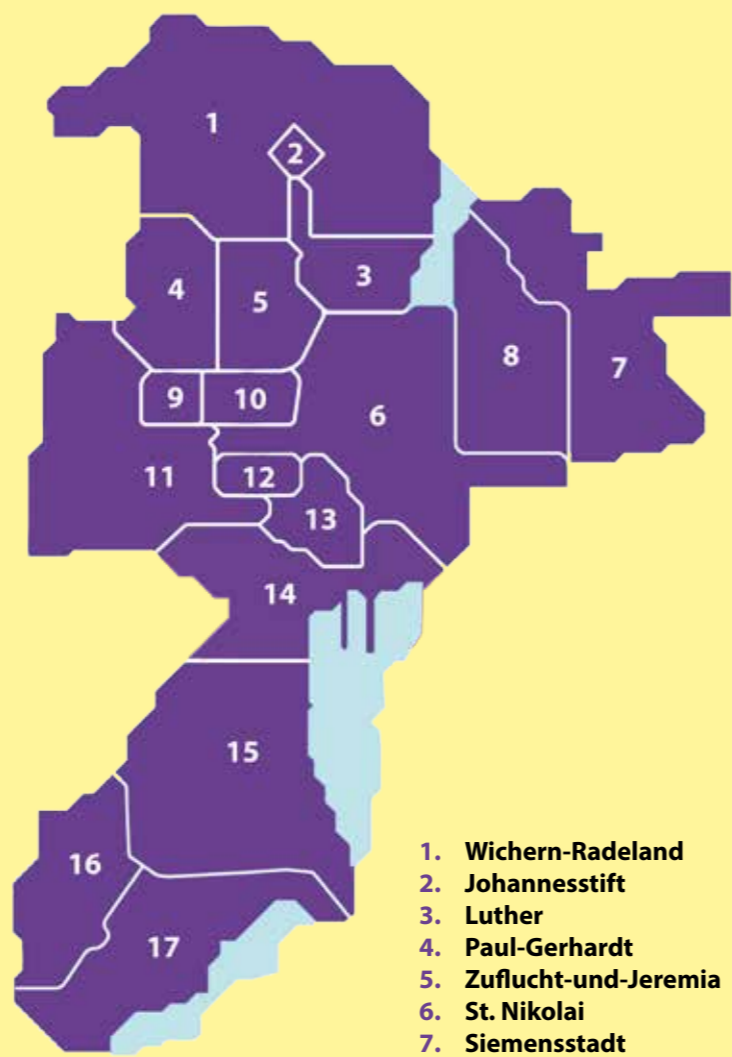 1
2
3
4
5
6
7
8
9
10
11
12
13
14
15
16
17
1. Wichern-Radeland
2. Johannesstift
3. Luther
4. Paul-Gerhardt
5. Zuflucht-und-Jeremia
6. St. Nikolai
7. Siemensstadt